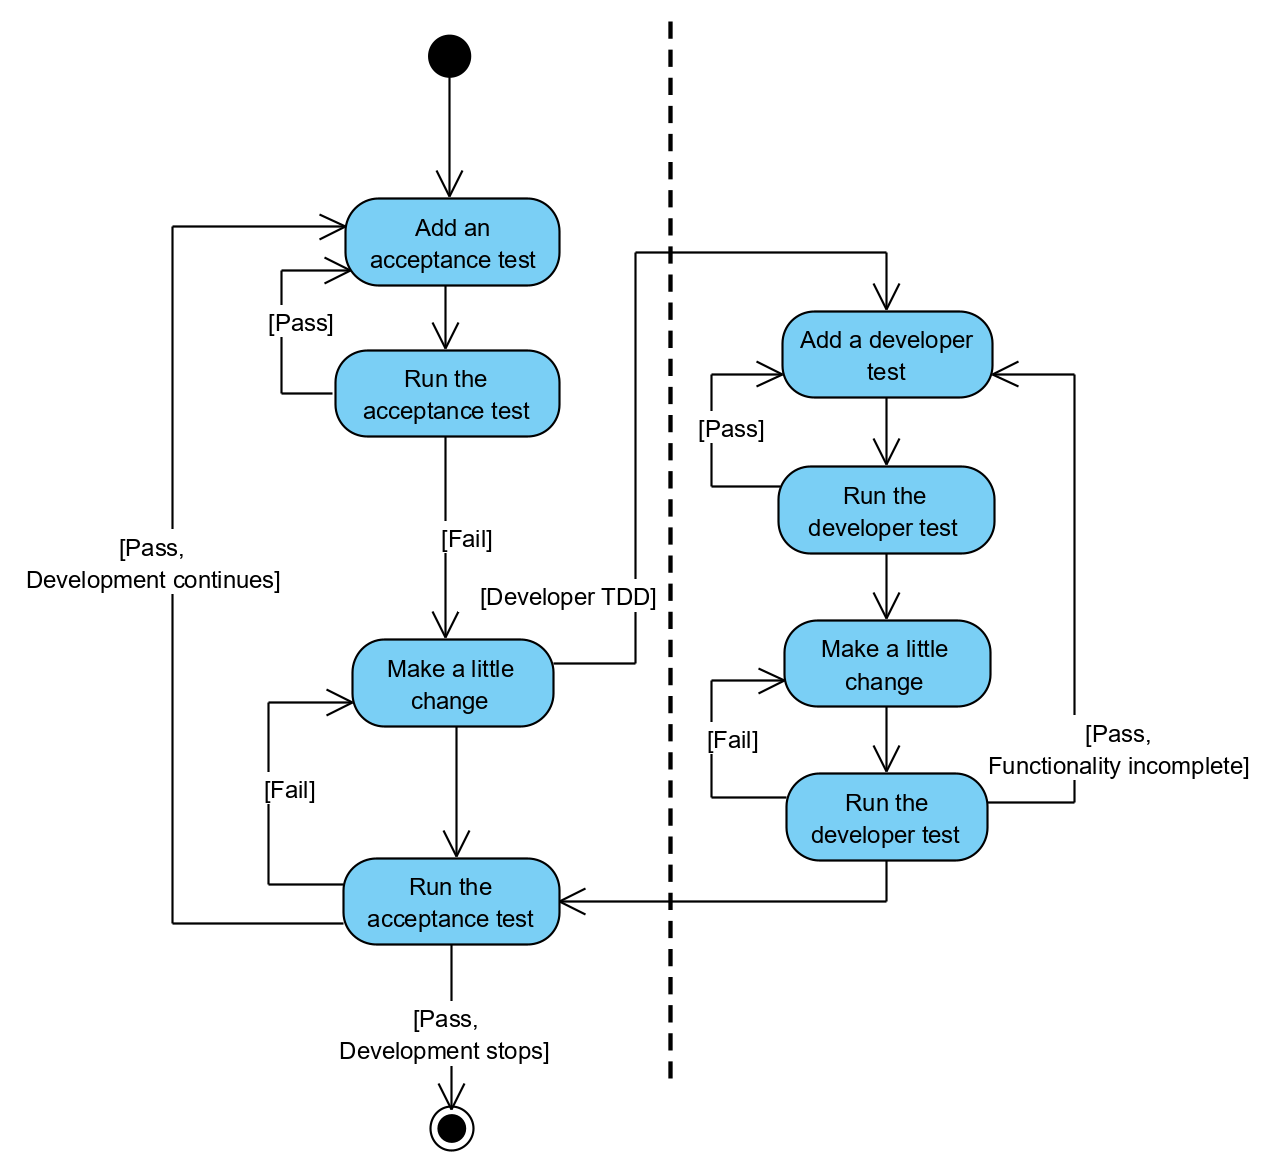 Add an
acceptance test
[Pass]
Run the
acceptance test
[Fail]
[Pass,
Development continues]
[Developer TDD]
Make a little
change
[Fail]
Run the
acceptance test
[Pass,
Development stops]
Add a developer
test
[Pass]
Run the
developer test
Make a little
change
[Fail]
[Pass,
Functionality incomplete]
Run the
developer test